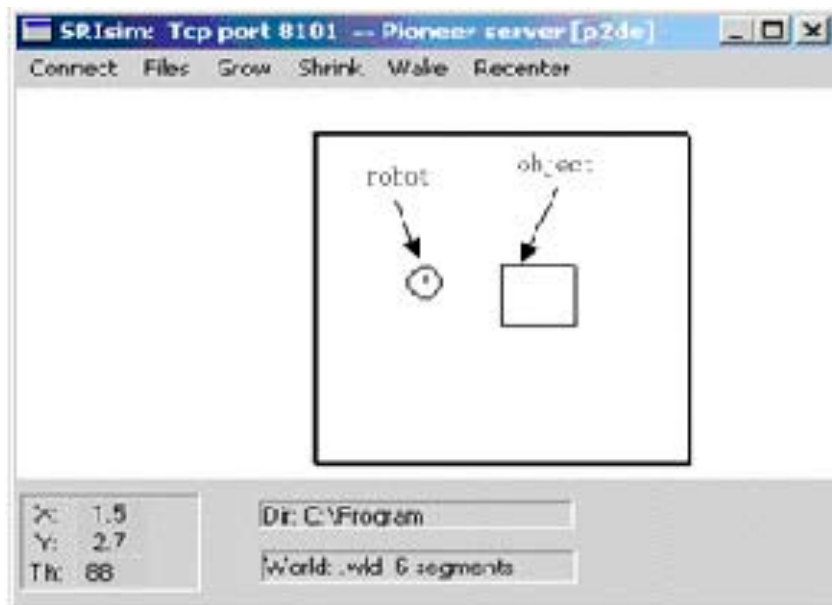 SRIsim: Tcp port 8101 -- Pioneer server [p2de]
Connect Files Grow Shrink Wake Recenter
robot
object
X: 1.5
Y: 2.7
Th: 88
Dir: C:\Program
World: .wld 6 segments